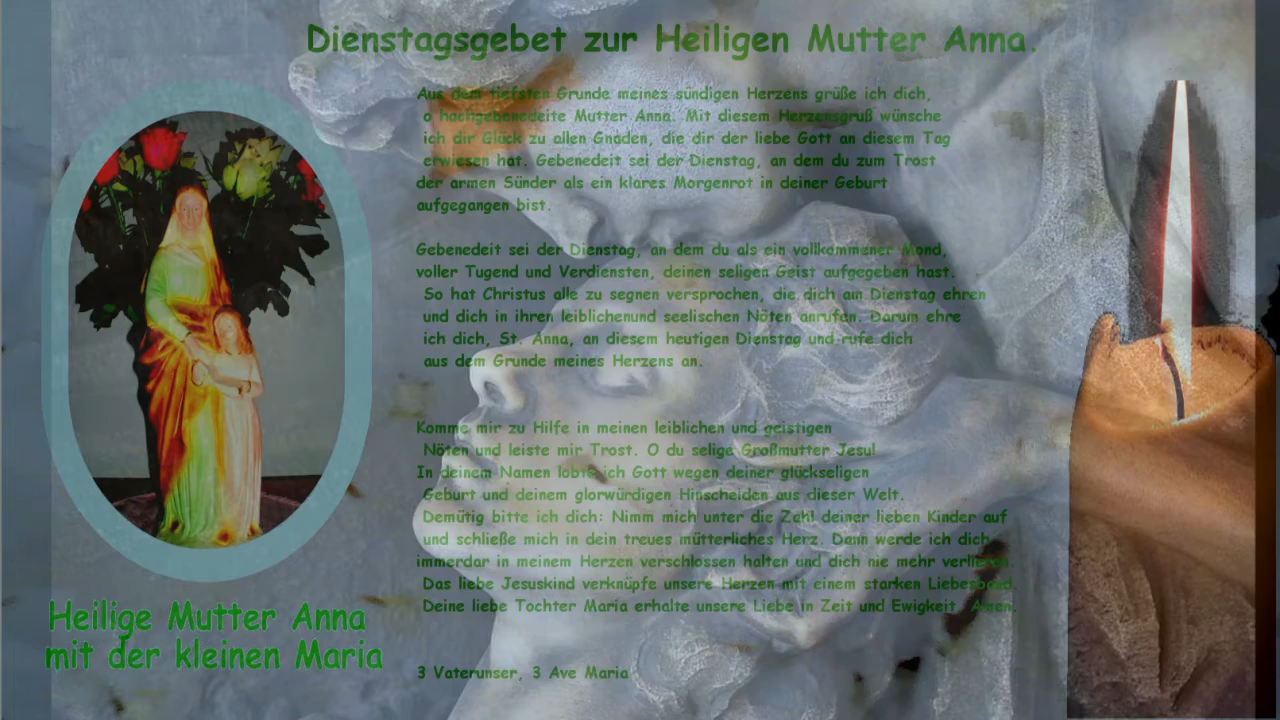 Dienstagsgebet zur Heiligen Mutter Anna.
Aus dem tiefsten Grunde meines sündigen Herzens grüße ich dich,
o hochgebenedeite Mutter Anna. Mit diesem Herzensgruß wünsche
ich dir Glück zu allen Gnaden, die dir der liebe Gott an diesem Tag
erwiesen hat. Gebenedeit sei der Dienstag, an dem du zum Trost
der armen Sünder als ein klares Morgenrot in deiner Geburt
aufgegangen bist.
Gebenedeit sei der Dienstag, an dem du als ein vollkommener Mond,
voller Tugend und Verdiensten, deinen seligen Geist aufgegeben hast.
So hat Christus alle zu segnen versprochen, die dich am Dienstag ehren
und dich in ihren leiblichenund seelischen Nöten anrufen. Darum ehre
ich dich, St. Anna, an diesem heutigen Dienstag und rufe dich
aus dem Grunde meines Herzens an.
Komme mir zu Hilfe in meinen leiblichen und geistigen
Nöten und leiste mir Trost. O du selige Großmutter Jesu!
In deinem Namen lobte ich Gott wegen deiner glückseligen
Geburt und deinem glorwürdigen Hinscheiden aus dieser Welt.
Demütig bitte ich dich: Nimm mich unter die Zahl deiner lieben Kinder auf
und schließe mich in dein treues mütterliches Herz. Dann werde ich dich
immerdar in meinem Herzen verschlossen halten und dich nie mehr verlieren.
Das liebe Jesuskind verknüpfe unsere Herzen mit einem starken Liebesband.
Deine liebe Tochter Maria erhalte unsere Liebe in Zeit und Ewigkeit. Amen.
3 Vaterunser, 3 Ave Maria
Heilige Mutter Anna
mit der kleinen Maria